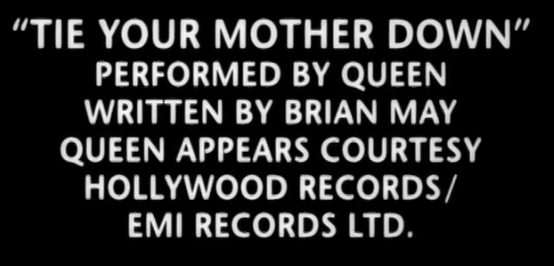 “TIE YOUR MOTHER DOWN”
PERFORMED BY QUEEN
WRITTEN BY BRIAN MAY
QUEEN APPEARS COURTESY
HOLLYWOOD RECORDS/
EMI RECORDS LTD.